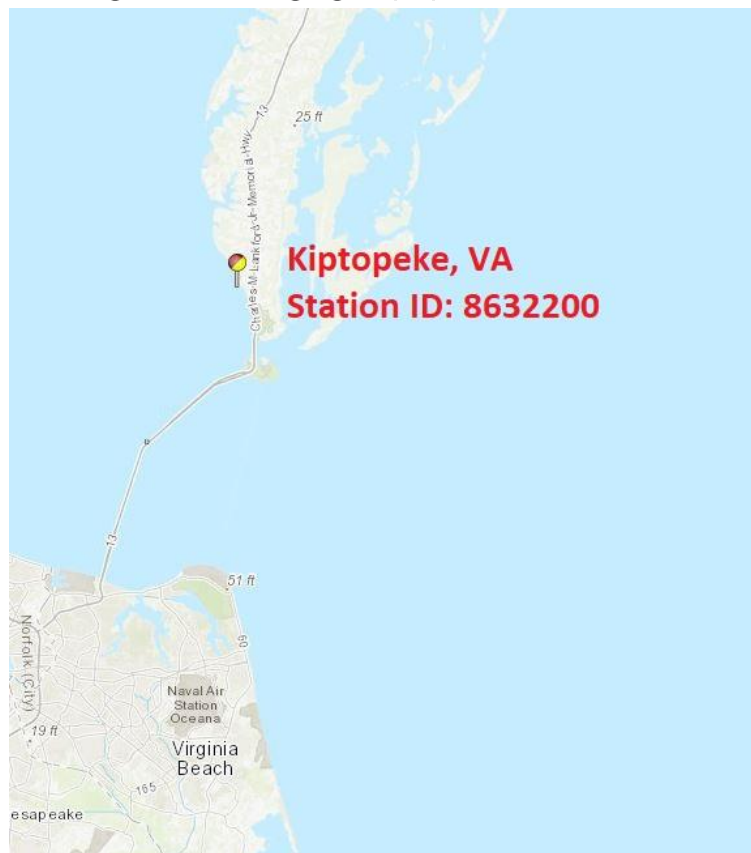 13
25 ft
Charles-M-Lankford-Jr-Memorial-Hwy
Kiptopeke, VA
Station ID: 8632200
13
51 ft
60
Norfolk (City)
Naval Air
Station
Oceana
19 ft
Virginia
Beach
165
esapeake